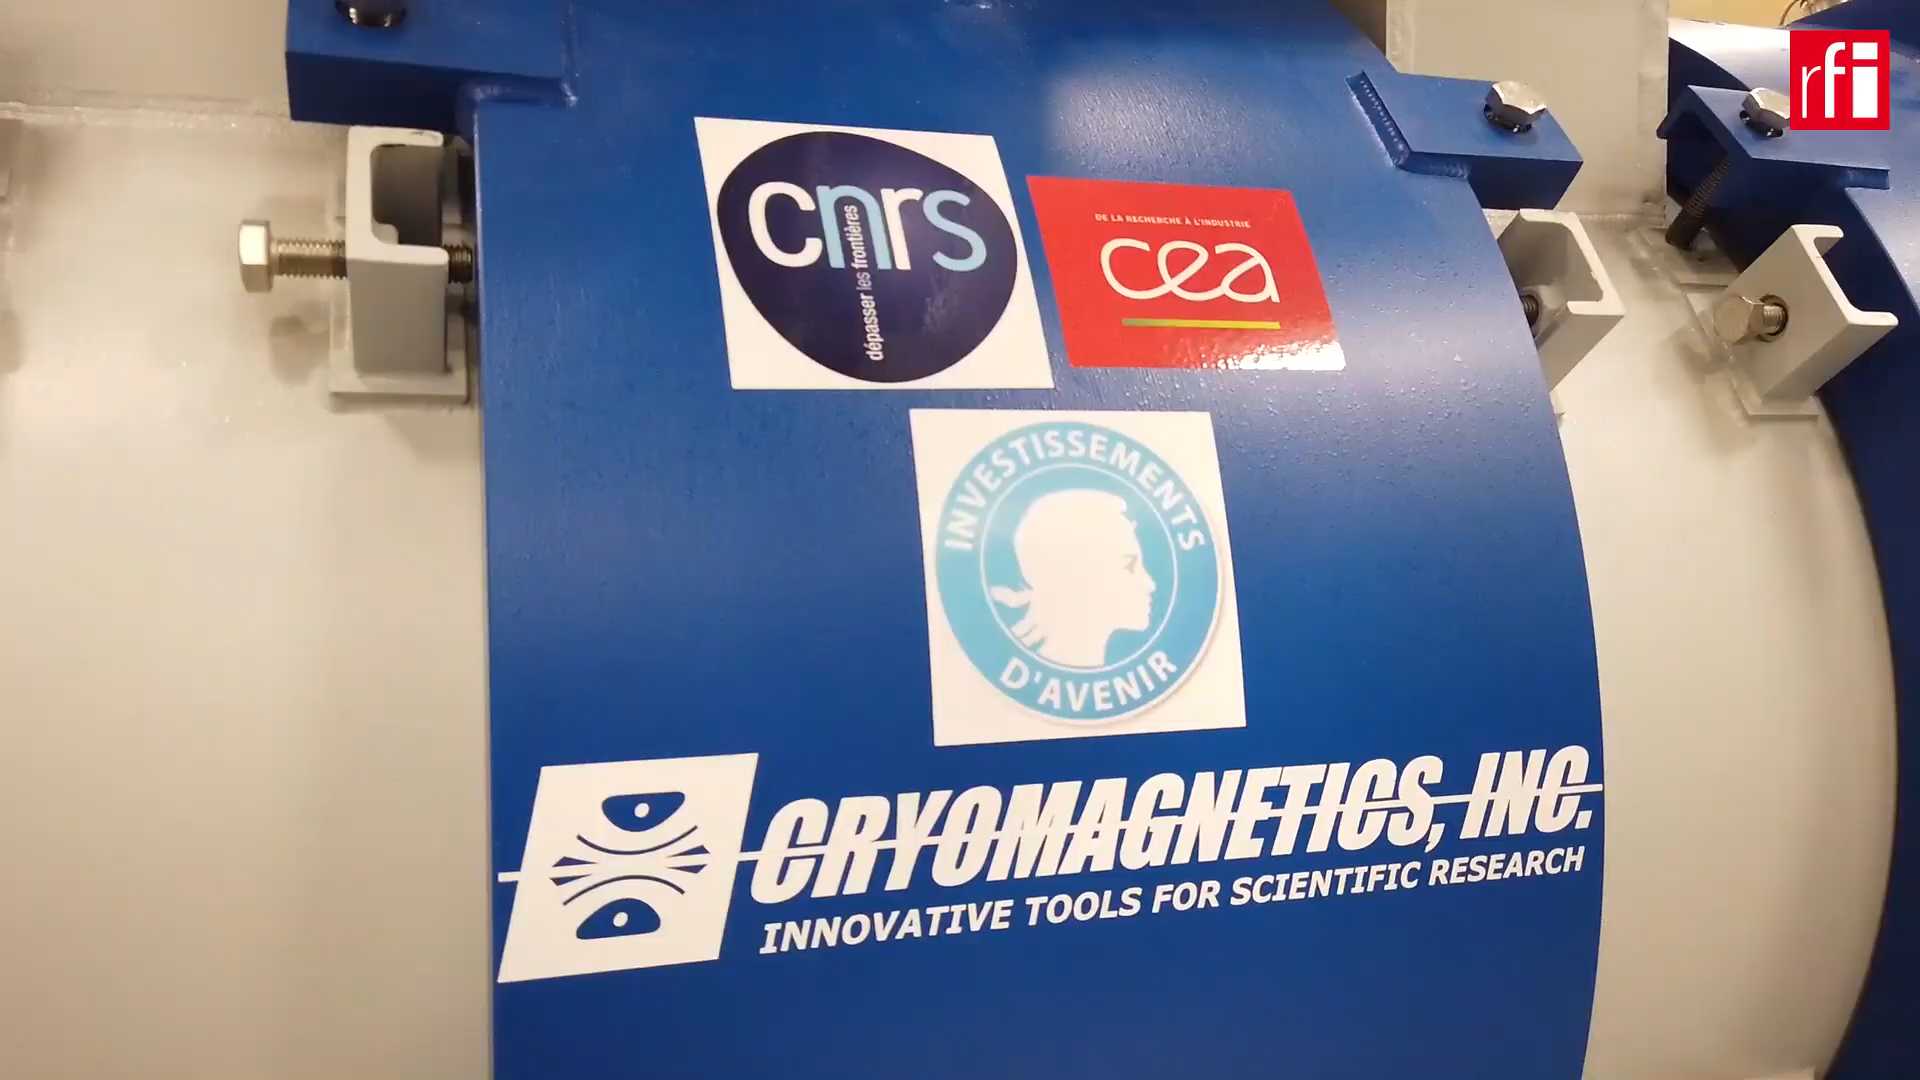 rfi
cnrs
dépasser les frontières
DE LA RECHERCHE À L'INDUSTRIE
cea
INVESTISSEMENTS
D'AVENIR
CRYOMAGNETICS, INC.
INNOVATIVE TOOLS FOR SCIENTIFIC RESEARCH